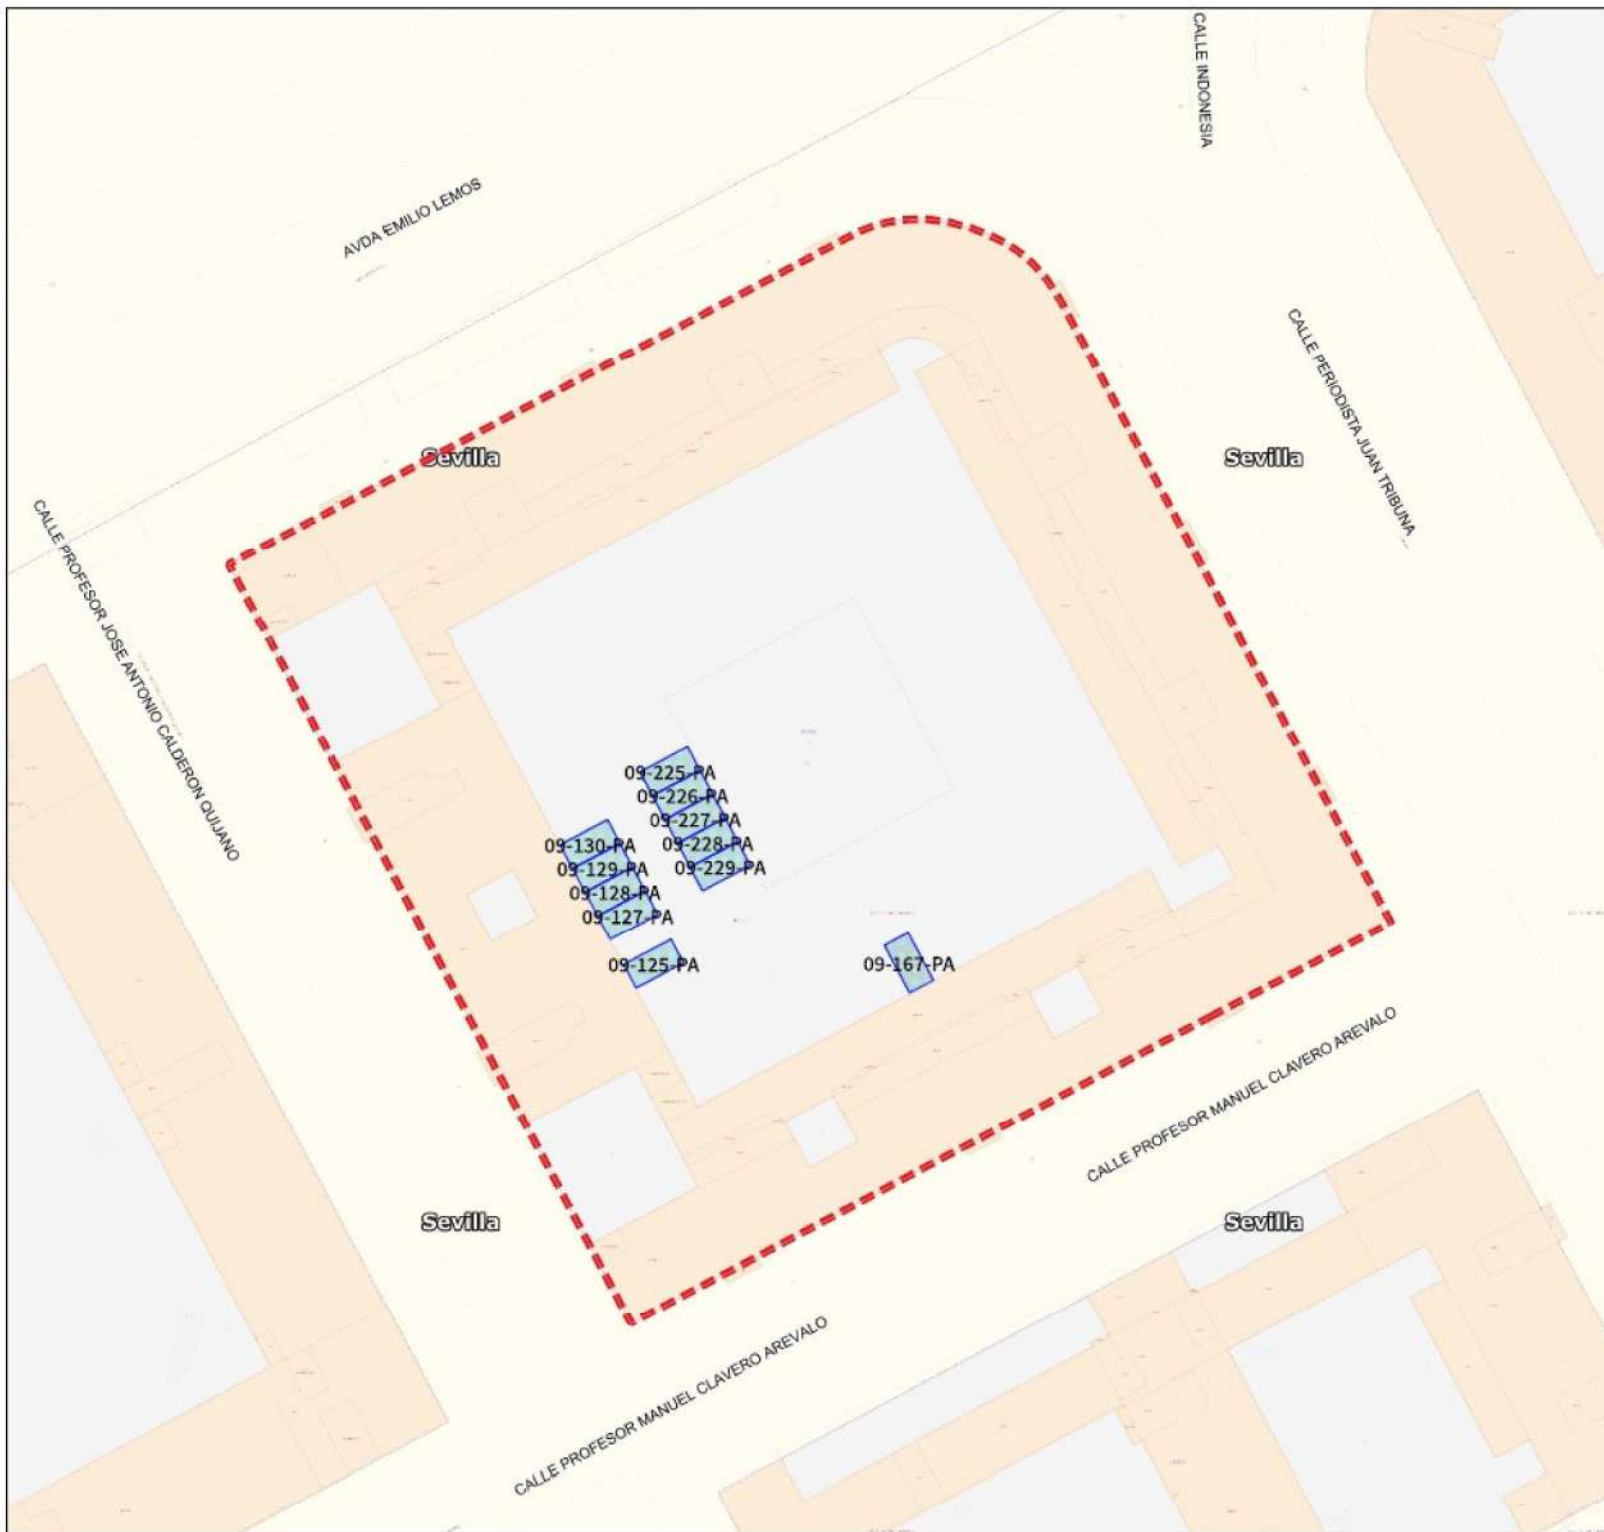 CALLE INDONESIA
AVDA EMILIO LEMOS
CALLE PERIODISTA JUAN TRIBUNA
Sevilla
Sevilla
CALLE PROFESOR JOSE ANTONIO CALDERON QUIJANO
09-225-PA
09-226-PA
09-227-PA
09-228-PA
09-229-PA
09-130-PA
09-129-PA
09-128-PA
09-127-PA
09-125-PA
09-167-PA
CALLE PROFESOR MANUEL CLAVERO AREVALO
Sevilla
Sevilla
CALLE PROFESOR MANUEL CLAVERO AREVALO